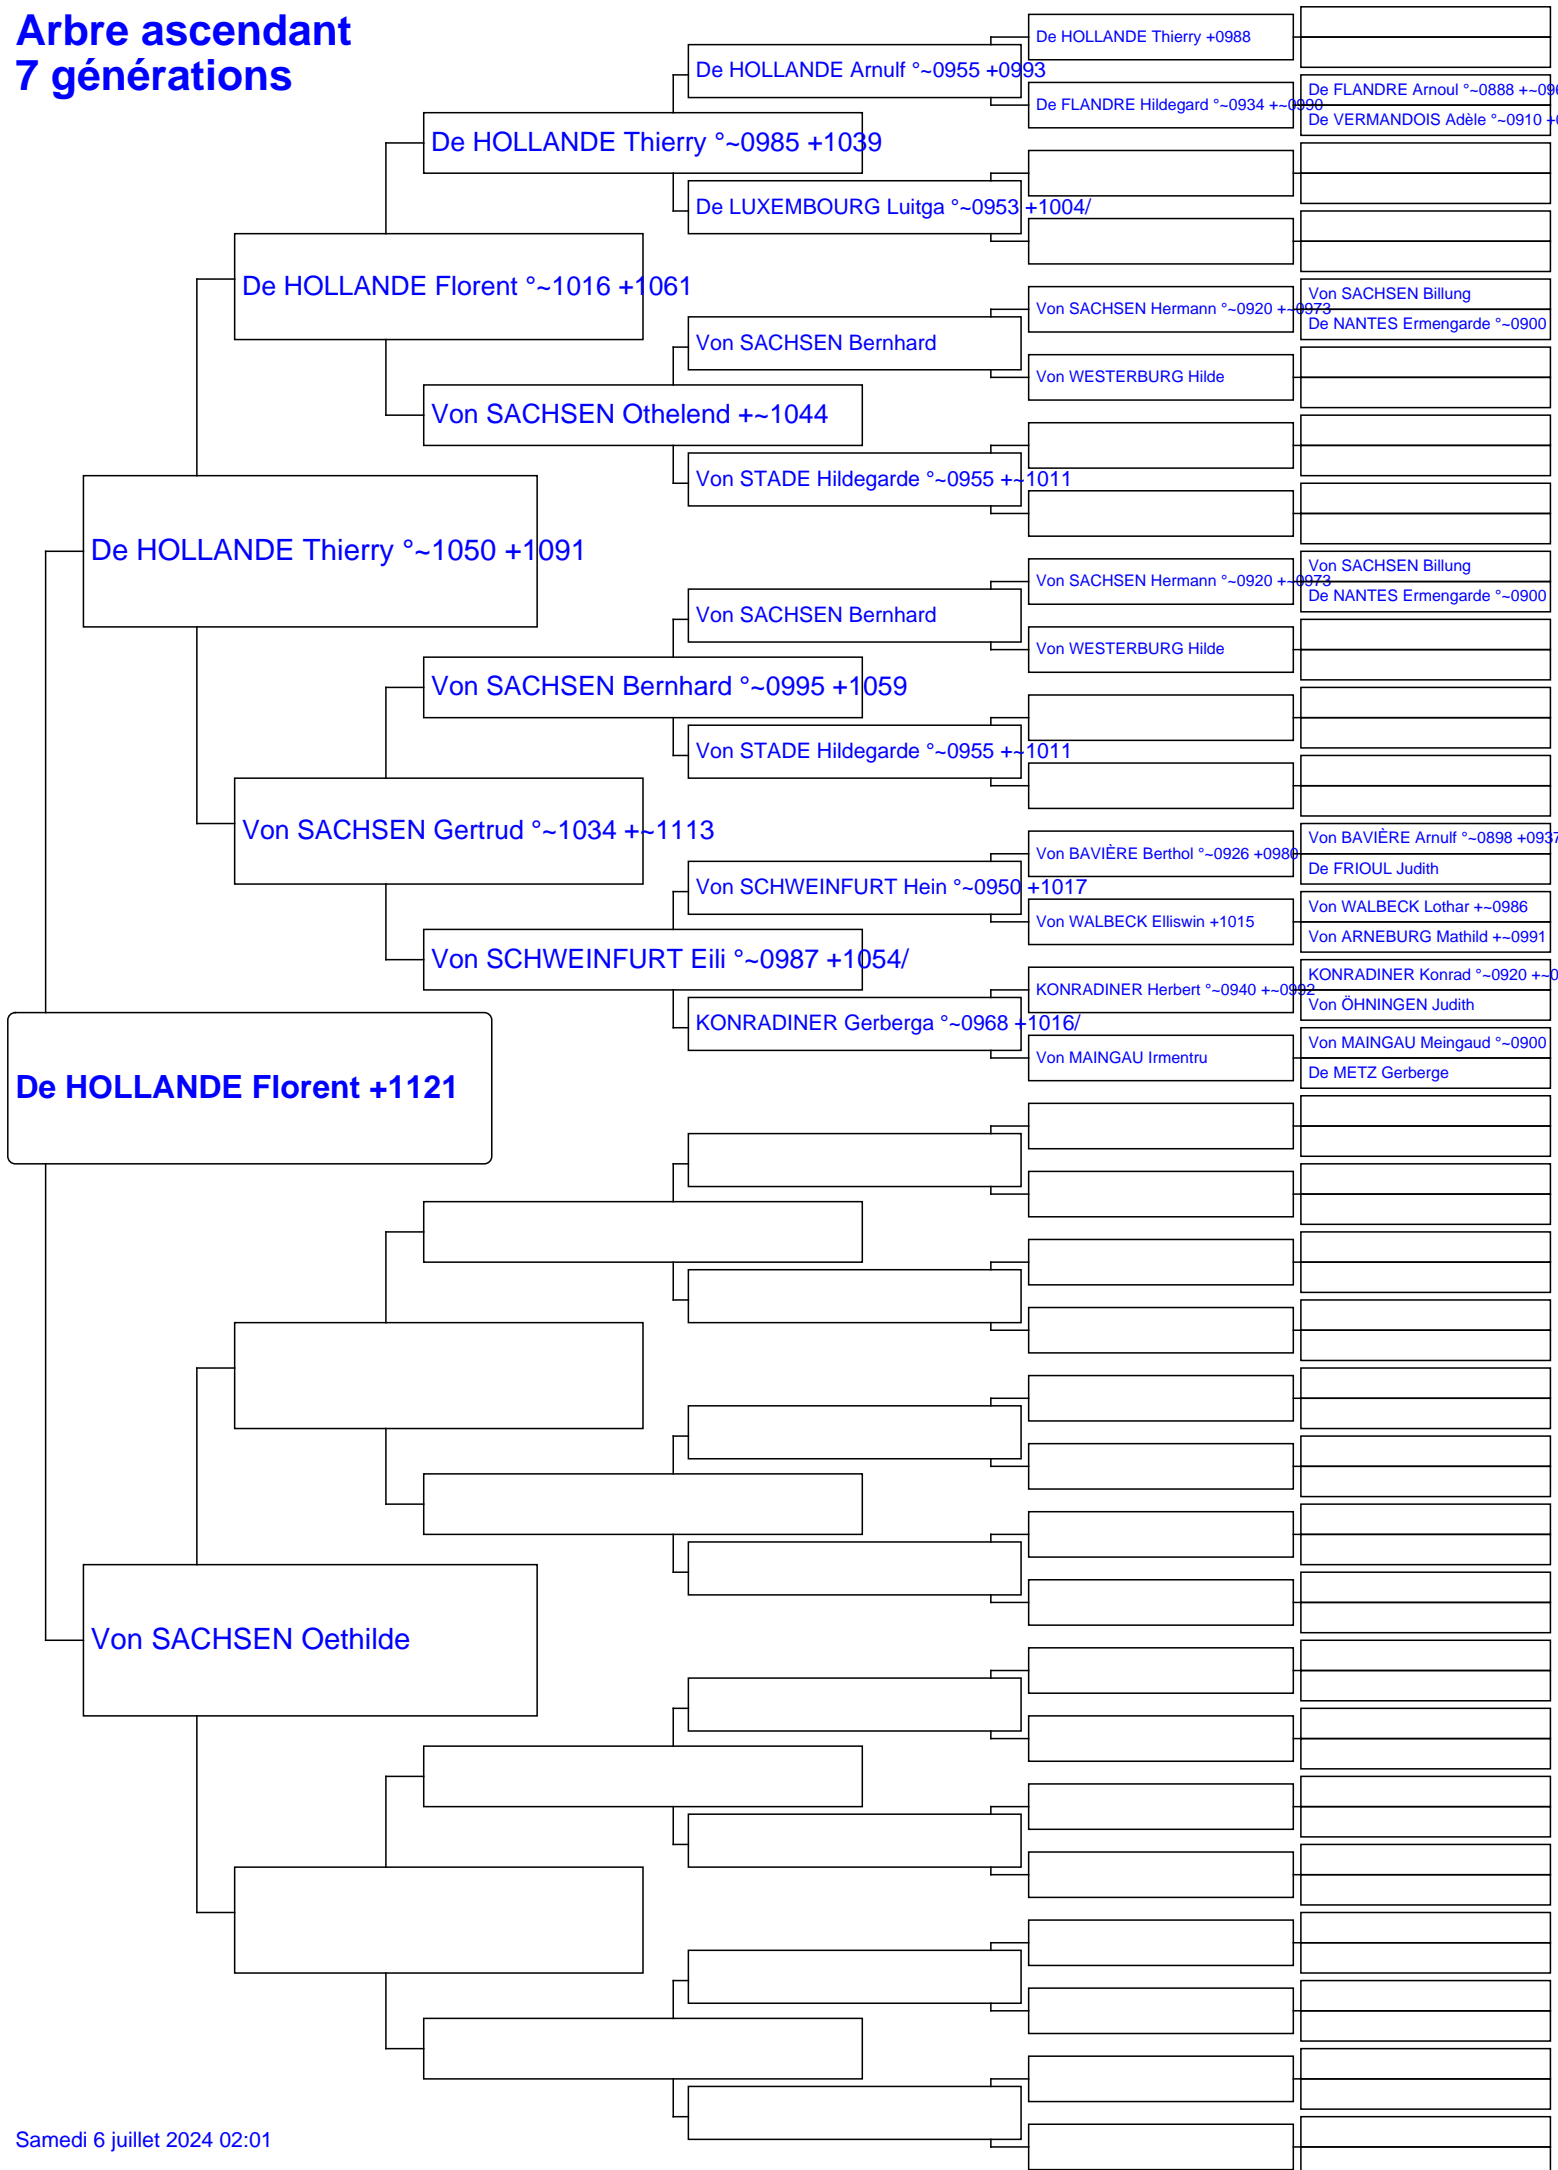 Arbre ascendant
7 générations
De HOLLANDE Thierry +0988
De HOLLANDE Arnulf °~0955 +0993
De FLANDRE Arnoul °~0888 +~096
De FLANDRE Hildegard °~0934 +~0990
De VERMANDOIS Adèle °~0910 +0
De HOLLANDE Thierry °~0985 +1039
De LUXEMBOURG Luitga °~0953 +1004/
De HOLLANDE Florent °~1016 +1061
Von SACHSEN Billung
Von SACHSEN Hermann °~0920 +~0973
De NANTES Ermengarde °~0900
Von SACHSEN Bernhard
Von WESTERBURG Hilde
Von SACHSEN Othelend +~1044
Von STADE Hildegarde °~0955 +~1011
De HOLLANDE Thierry °~1050 +1091
Von SACHSEN Billung
Von SACHSEN Hermann °~0920 +~0973
De NANTES Ermengarde °~0900
Von SACHSEN Bernhard
Von WESTERBURG Hilde
Von SACHSEN Bernhard °~0995 +1059
Von STADE Hildegarde °~0955 +~1011
Von SACHSEN Gertrud °~1034 +~1113
Von BAVIÈRE Arnulf °~0898 +0937
Von BAVIÈRE Berthol °~0926 +0980
De FRIOUL Judith
Von SCHWEINFURT Hein °~0950 +1017
Von WALBECK Lothar +~0986
Von WALBECK Elliswin +1015
Von ARNEBURG Mathild +~0991
Von SCHWEINFURT Eili °~0987 +1054/
KONRADINER Konrad °~0920 +~0
KONRADINER Herbert °~0940 +~0992
Von ÖHNINGEN Judith
KONRADINER Gerberga °~0968 +1016/
Von MAINGAU Meingaud °~0900
Von MAINGAU Irmentru
De METZ Gerberge
De HOLLANDE Florent +1121
Von SACHSEN Oethilde
Samedi 6 juillet 2024 02:01